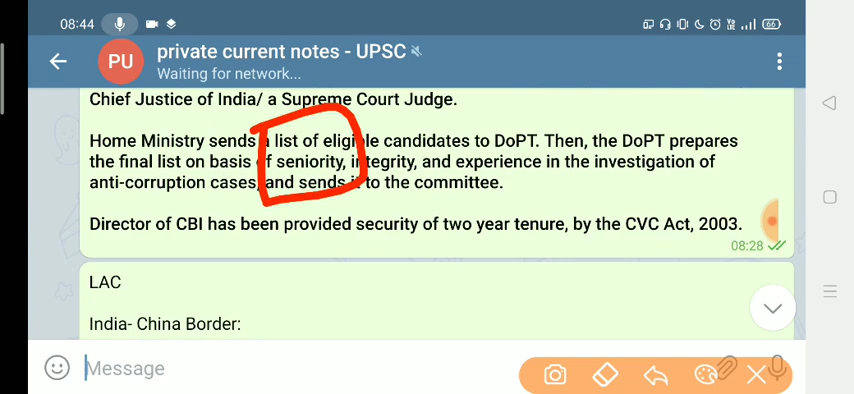 08:44
66
PU
private current notes - UPSC
Waiting for network...
Chief Justice of India/ a Supreme Court Judge.
Home Ministry sends a list of eligible candidates to DoPT. Then, the DoPT prepares
the final list on basis of seniority, integrity, and experience in the investigation of
anti-corruption cases, and sends it to the committee.
Director of CBI has been provided security of two year tenure, by the CVC Act, 2003.
08:28
LAC
India- China Border:
Message